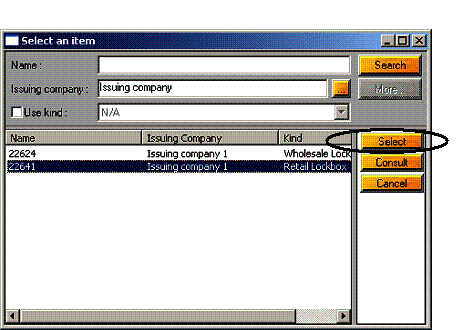 Select an item
Name :
Search
Issuing company : Issuing company ...
More
Use kind : N/A
Name Issuing Company Kind
Select
22624 Issuing company 1 Wholesale Lock
22641 Issuing company 1 Retail Lockbox
Consult
Cancel